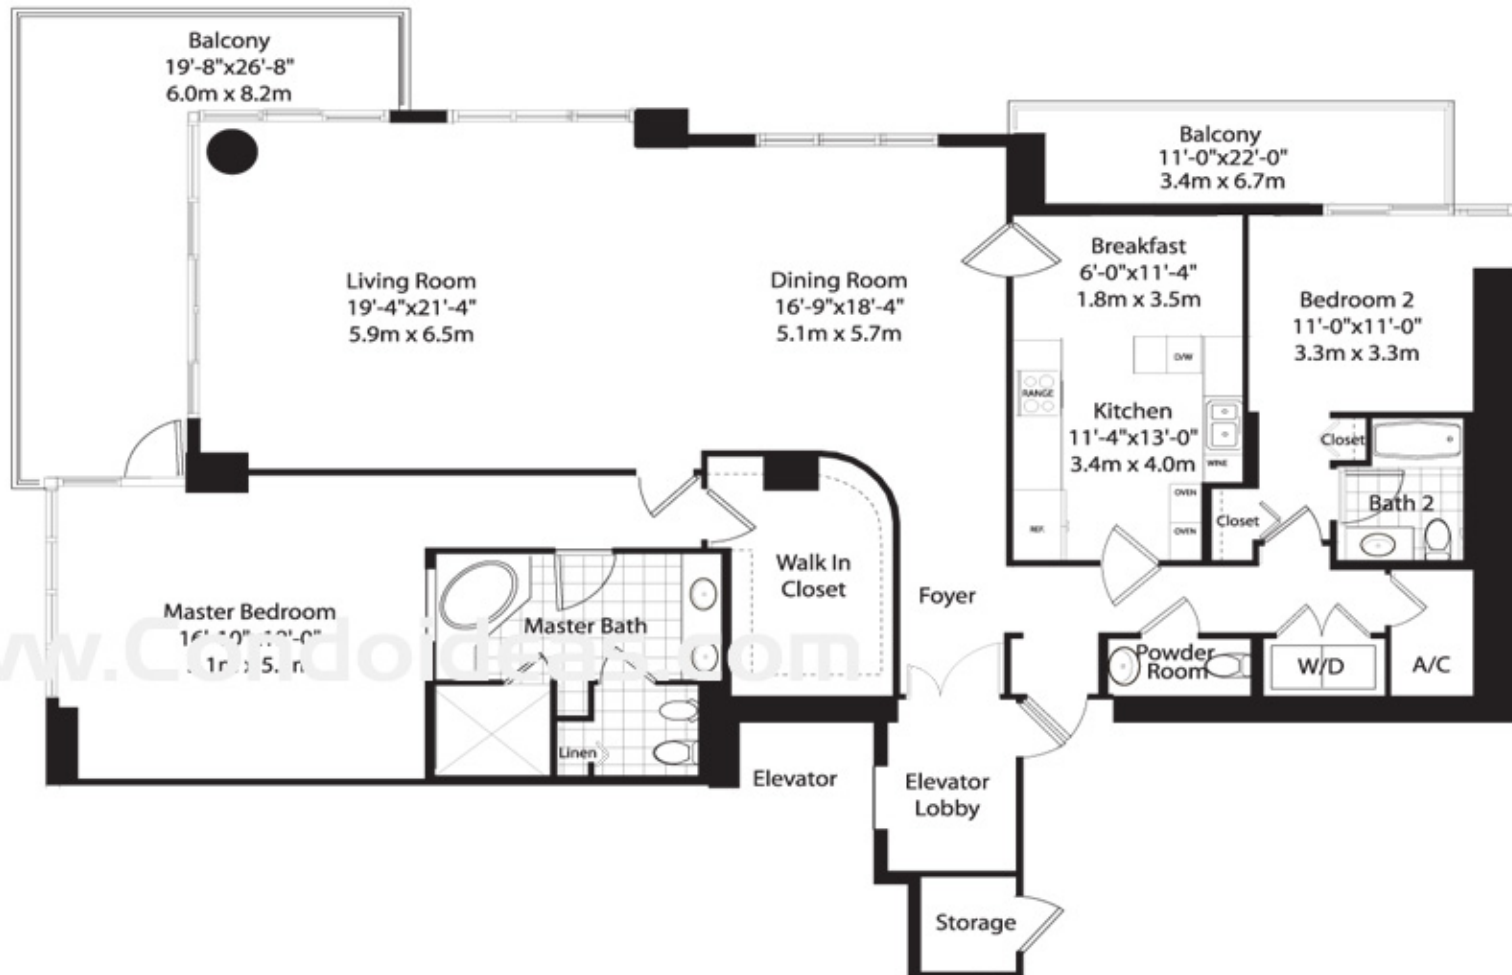 Balcony
19'-8"x26'-8"
6.0m x 8.2m
Balcony
11'-0"x22'-0"
3.4m x 6.7m
Living Room
19'-4"x21'-4"
5.9m x 6.5m
Dining Room
16'-9"x18'-4"
5.1m x 5.7m
Breakfast
6'-0"x11'-4"
1.8m x 3.5m
Bedroom 2
11'-0"x11'-0"
3.3m x 3.3m
D/W
RANGE
Kitchen
11'-4"x13'-0"
3.4m x 4.0m
WINE
OVEN
OVEN
REF.
Closet
Closet
Bath 2
Walk In
Closet
Foyer
Master Bedroom
Master Bath
Powder
Room
W/D
A/C
Linen
Elevator
Elevator
Lobby
Storage
w.Condoideas.com